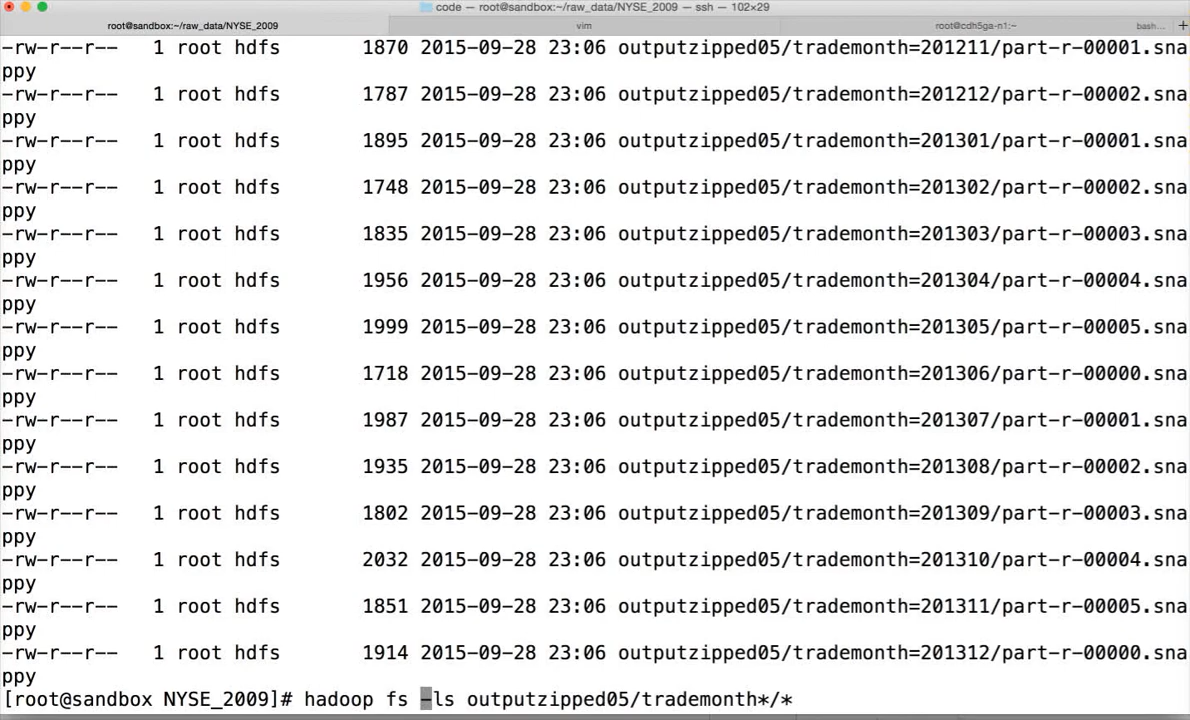 code — root@sandbox:~/raw_data/NYSE_2009 — ssh — 102×29
root@sandbox:~/raw_data/NYSE_2009 vim root@cdh5ga-n1:~ bash... +
-rw-r--r-- 1 root hdfs 1870 2015-09-28 23:06 outputzipped05/trademonth=201211/part-r-00001.sna
ppy
-rw-r--r-- 1 root hdfs 1787 2015-09-28 23:06 outputzipped05/trademonth=201212/part-r-00002.sna
ppy
-rw-r--r-- 1 root hdfs 1895 2015-09-28 23:06 outputzipped05/trademonth=201301/part-r-00001.sna
ppy
-rw-r--r-- 1 root hdfs 1748 2015-09-28 23:06 outputzipped05/trademonth=201302/part-r-00002.sna
ppy
-rw-r--r-- 1 root hdfs 1835 2015-09-28 23:06 outputzipped05/trademonth=201303/part-r-00003.sna
ppy
-rw-r--r-- 1 root hdfs 1956 2015-09-28 23:06 outputzipped05/trademonth=201304/part-r-00004.sna
ppy
-rw-r--r-- 1 root hdfs 1999 2015-09-28 23:06 outputzipped05/trademonth=201305/part-r-00005.sna
ppy
-rw-r--r-- 1 root hdfs 1718 2015-09-28 23:06 outputzipped05/trademonth=201306/part-r-00000.sna
ppy
-rw-r--r-- 1 root hdfs 1987 2015-09-28 23:06 outputzipped05/trademonth=201307/part-r-00001.sna
ppy
-rw-r--r-- 1 root hdfs 1935 2015-09-28 23:06 outputzipped05/trademonth=201308/part-r-00002.sna
ppy
-rw-r--r-- 1 root hdfs 1802 2015-09-28 23:06 outputzipped05/trademonth=201309/part-r-00003.sna
ppy
-rw-r--r-- 1 root hdfs 2032 2015-09-28 23:06 outputzipped05/trademonth=201310/part-r-00004.sna
ppy
-rw-r--r-- 1 root hdfs 1851 2015-09-28 23:06 outputzipped05/trademonth=201311/part-r-00005.sna
ppy
-rw-r--r-- 1 root hdfs 1914 2015-09-28 23:06 outputzipped05/trademonth=201312/part-r-00000.sna
ppy
[root@sandbox NYSE_2009]# hadoop fs -ls outputzipped05/trademonth*/*